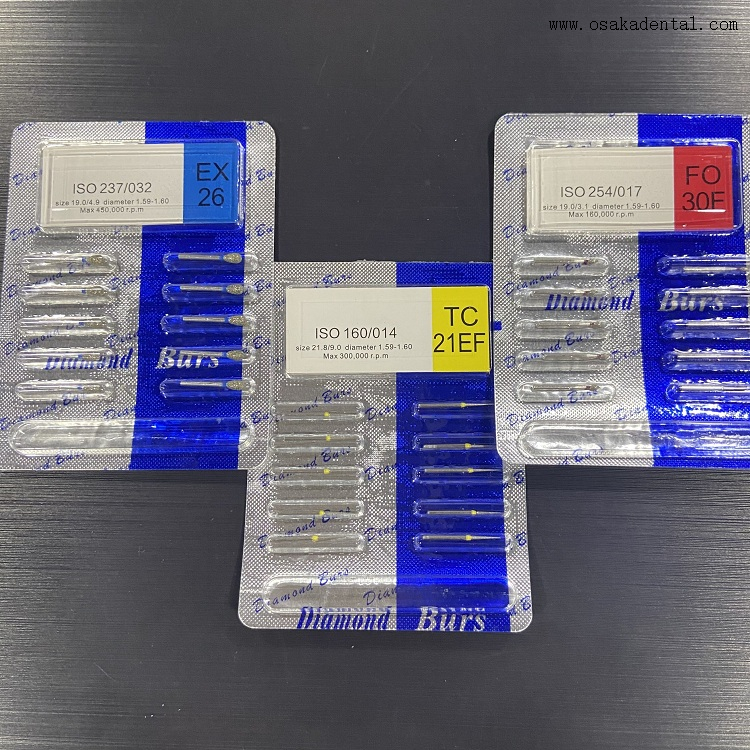 www.osakadental.com
ISO 237/032
size 19.0/4.9 diameter 1.59-1.60
Max 450,000 r.p.m
EX
26
Diamond Burs
ISO 254/017
size 19.0/3.1 diameter 1.59-1.60
Max 160,000 r.p.m
FO
30F
Diamond Burs
ISO 160/014
size 21.8/9.0 diameter 1.59-1.60
Max 300,000 r.p.m
TC
21EF
Diamond Burs
Diamond Burs